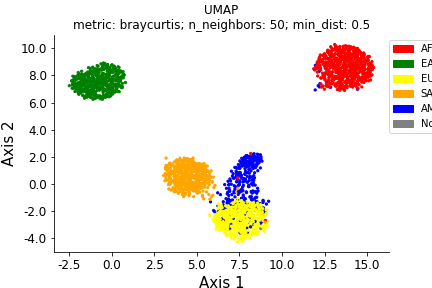 UMAP
metric: braycurtis; n_neighbors: 50; min_dist: 0.5
10.0
8.0
6.0
4.0
2.0
0.0
-2.0
-4.0
Axis 2
-2.5 0.0 2.5 5.0 7.5 10.0 12.5 15.0
Axis 1
AF
EA
EU
SA
AM
No